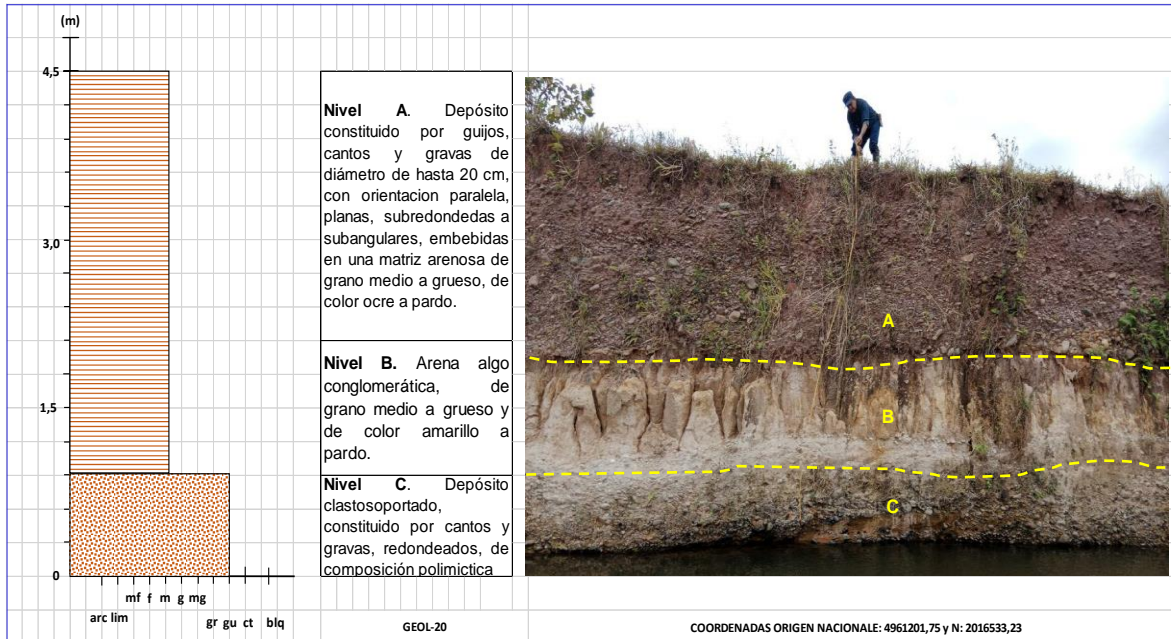 (m)
4,5
3,0
1,5
0
mf f m g mg
arc lim
gr gu ct blq
Nivel A. Depósito
constituido por guijos,
cantos y gravas de
diámetro de hasta 20 cm,
con orientacion paralela,
planas, subredondedas a
subangulares, embebidas
en una matriz arenosa de
grano medio a grueso, de
color ocre a pardo.
Nivel B. Arena algo
conglomerática, de
grano medio a grueso y
de color amarillo a
pardo.
Nivel C. Depósito
clastosoportado,
constituido por cantos y
gravas, redondeados, de
composición polimictica
GEOL-20
A
B
C
COORDENADAS ORIGEN NACIONALE: 4961201,75 y N: 2016533,23